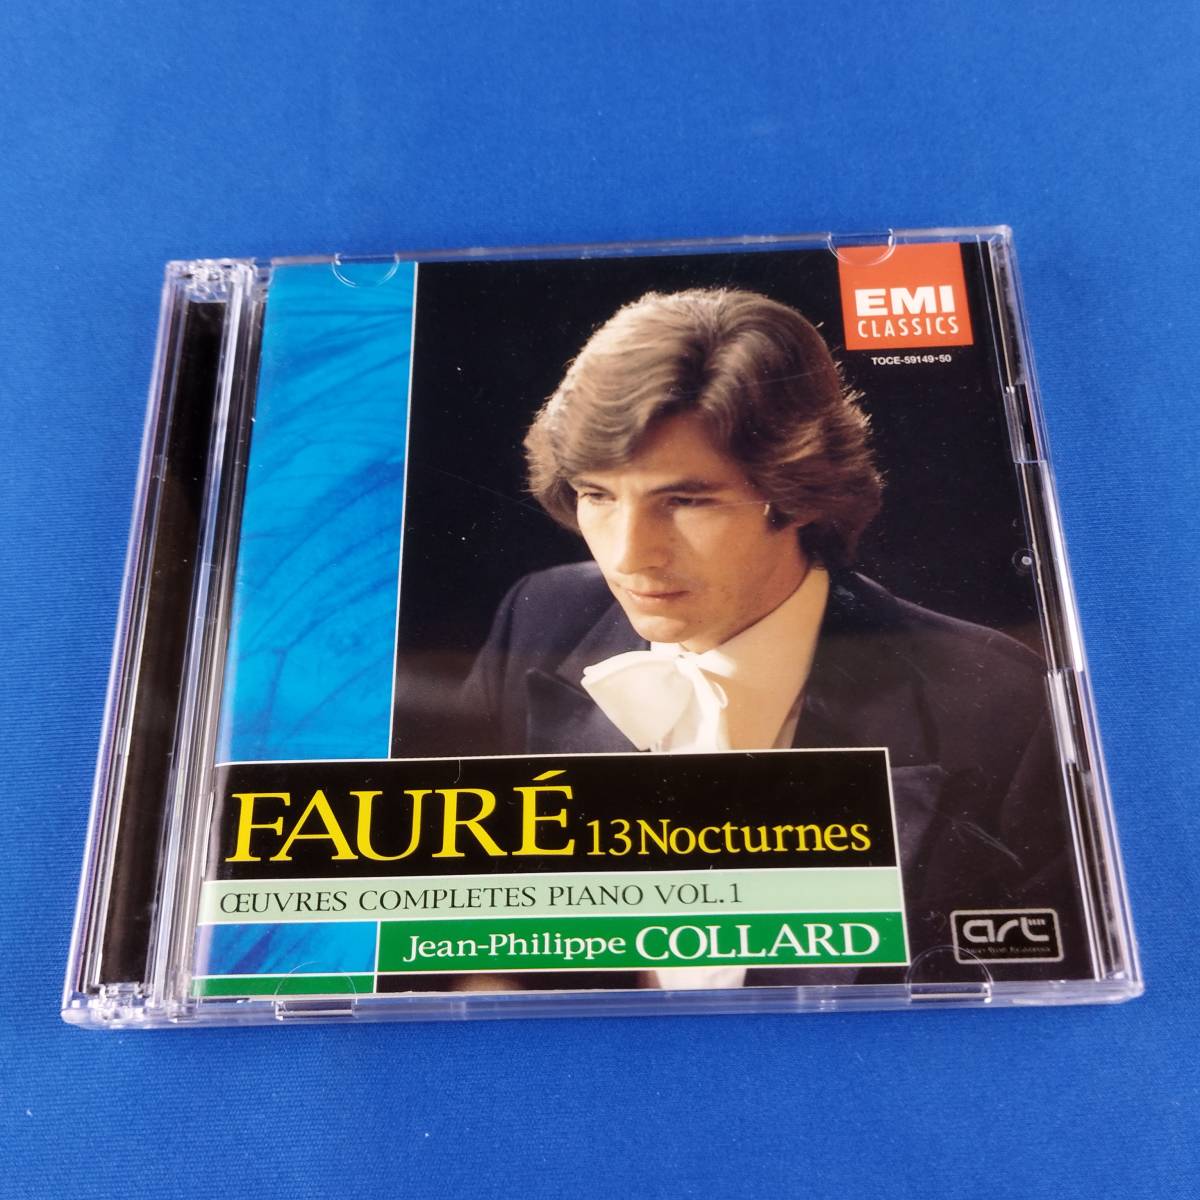 EMI
CLASSICS
TOCE-59149·50
FAURÉ 13 Nocturnes
ŒUVRES COMPLETES PIANO VOL.1
Jean-Philippe COLLARD
art